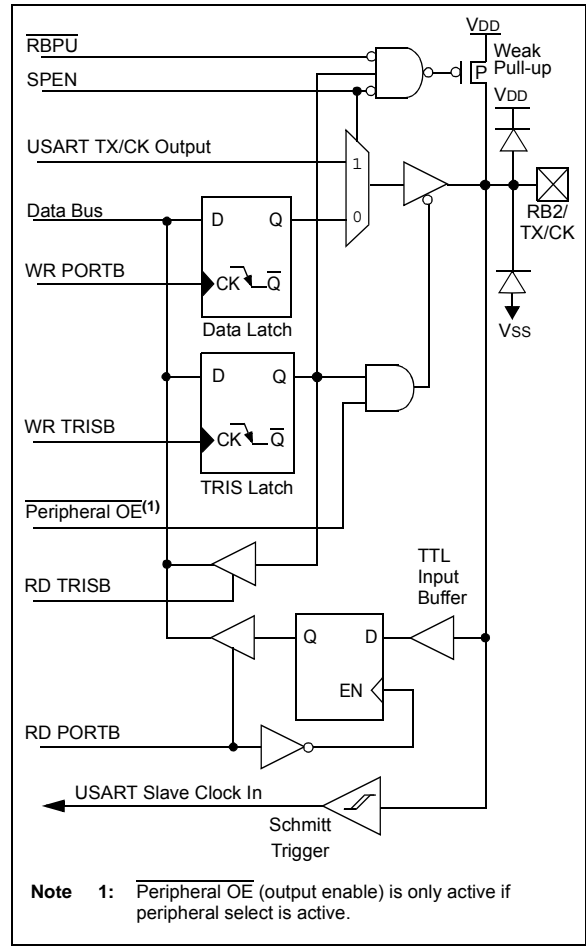 RBPU
VDD
Weak
Pull-up
P
SPEN
VDD
USART TX/CK Output
1
0
RB2/
TX/CK
Data Bus
D Q
WR PORTB
CK Q
Data Latch
VSS
D Q
WR TRISB
CK Q
TRIS Latch
Peripheral OE(1)
RD TRISB
TTL
Input
Buffer
Q D
EN
RD PORTB
USART Slave Clock In
Schmitt
Trigger
Note 1: Peripheral OE (output enable) is only active if
peripheral select is active.